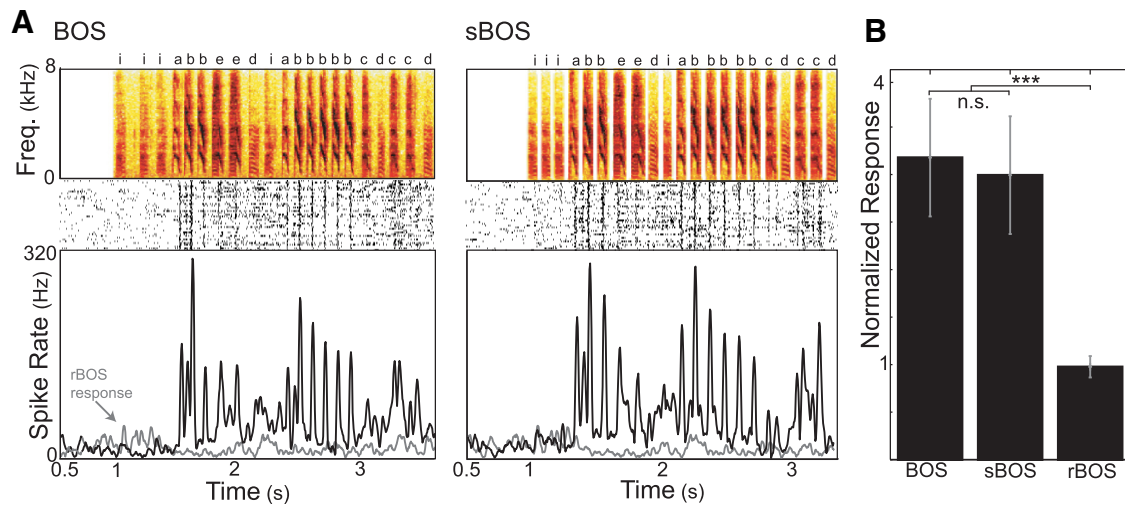 A BOS
i i i a b b e e d i a b b b b b c d c c d
8
Freq. (kHz)
0
320
Spike Rate (Hz)
0
rBOS
response
0.5 1 2 3
Time (s)
sBOS
i i i a b b e e d i a b b b b b c d c c d
0.5 1 2 3
Time (s)
B
4
***
n.s.
Normalized Response
1
BOS sBOS rBOS